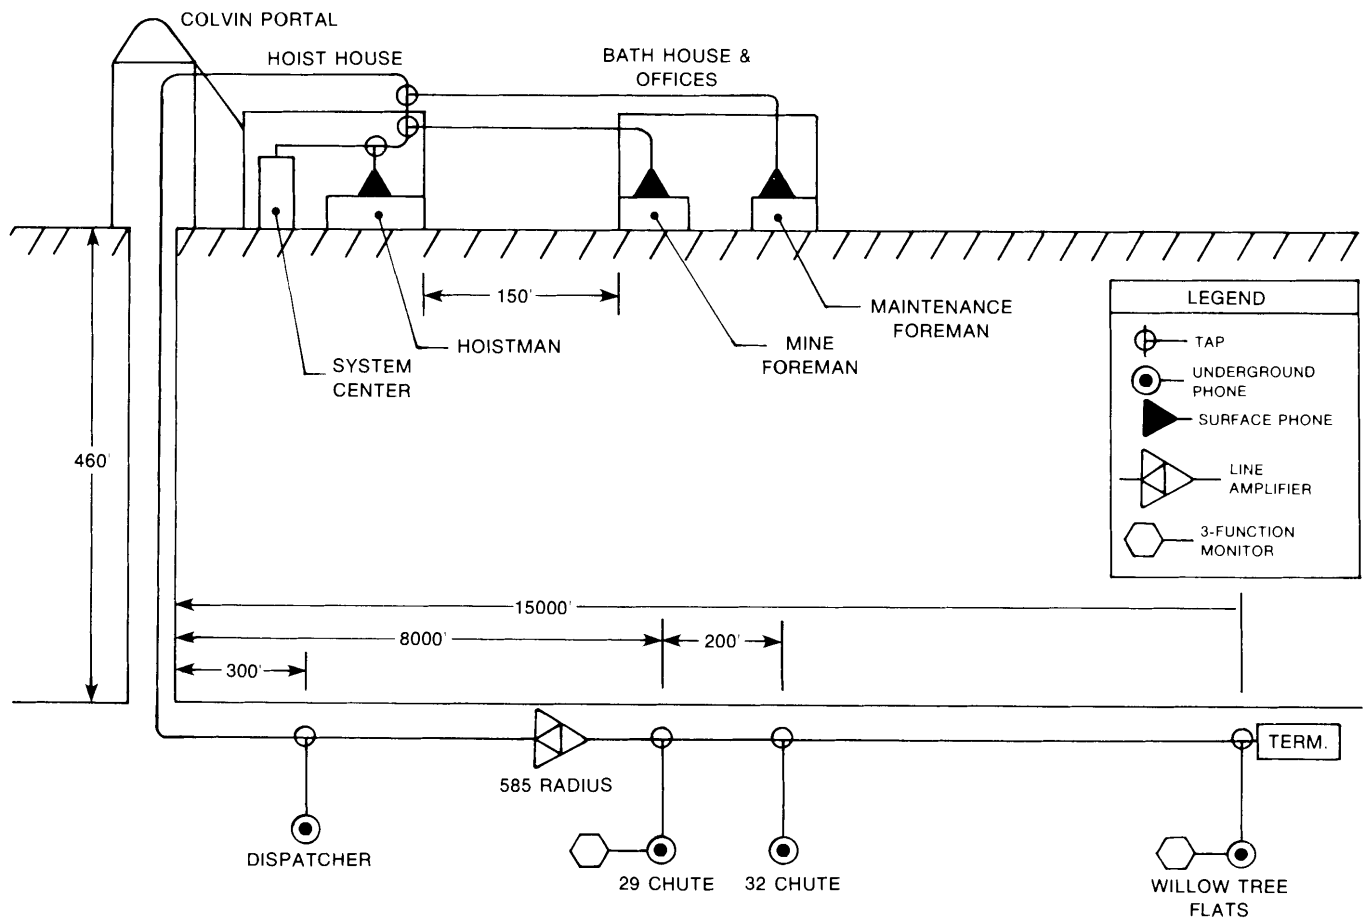 COLVIN PORTAL
HOIST HOUSE
BATH HOUSE &
OFFICES
150'
SYSTEM
CENTER
HOISTMAN
MINE
FOREMAN
MAINTENANCE
FOREMAN
LEGEND
TAP
UNDERGROUND
PHONE
SURFACE PHONE
LINE
AMPLIFIER
3-FUNCTION
MONITOR
460'
15000'
8000'
200'
300'
585 RADIUS
TERM.
DISPATCHER
29 CHUTE
32 CHUTE
WILLOW TREE
FLATS